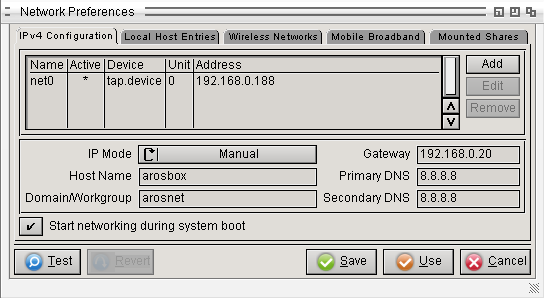 Network Preferences
IPv4 Configuration Local Host Entries Wireless Networks Mobile Broadband Mounted Shares
Name Active Device Unit Address Add
net0 * tap.device 0 192.168.0.188
Edit
Remove
IP Mode Manual Gateway 192.168.0.20
Host Name arosbox Primary DNS 8.8.8.8
Domain/Workgroup arosnet Secondary DNS 8.8.8.8
Start networking during system boot
Test Revert Save Use Cancel